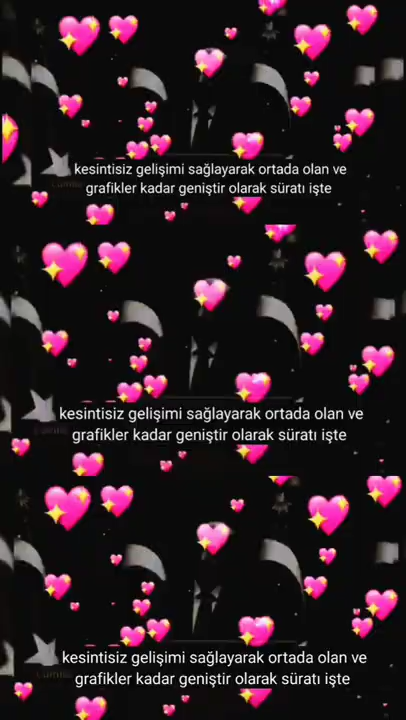 kesintisiz gelişimi sağlayarak ortada olan ve
grafikler kadar geniştir olarak süratı işte
kesintisiz gelişimi sağlayarak ortada olan ve
grafikler kadar geniştir olarak süratı işte
kesintisiz gelişimi sağlayarak ortada olan ve
grafikler kadar geniştir olarak süratı işte